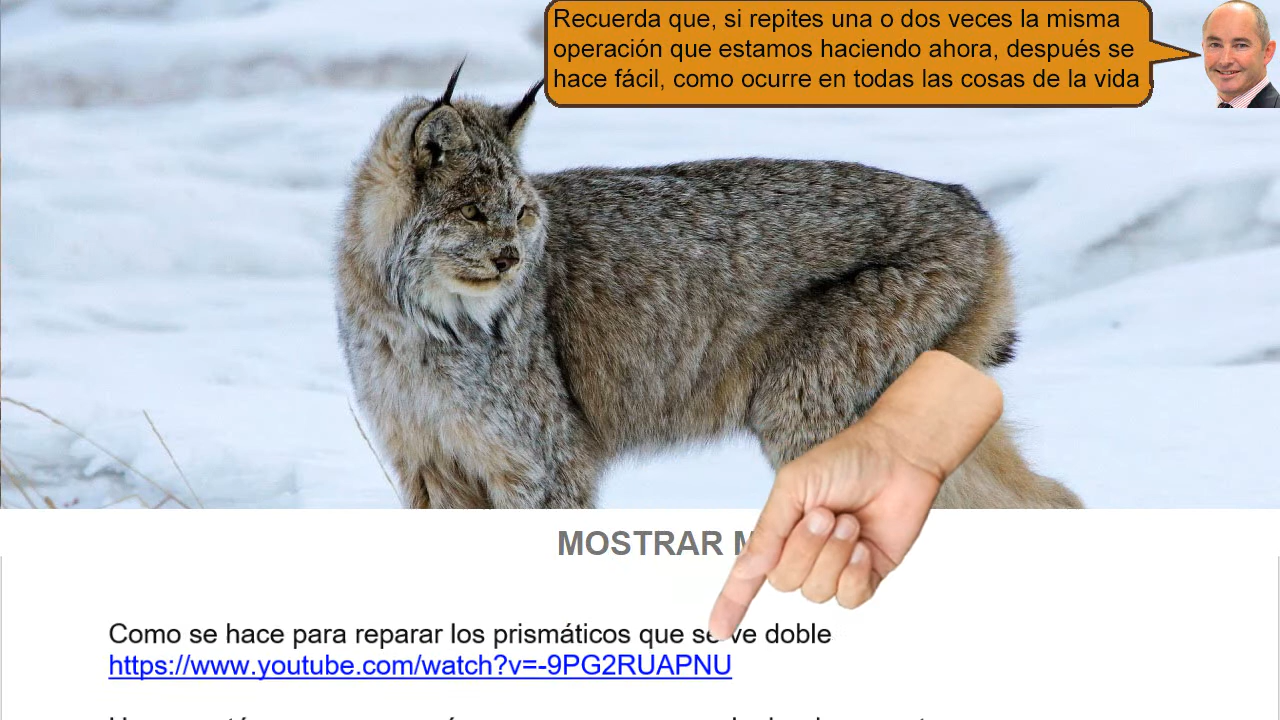 Recuerda que, si repites una o dos veces la misma
operación que estamos haciendo ahora, después se
hace fácil, como ocurre en todas las cosas de la vida
MOSTRAR
Como se hace para reparar los prismáticos que se ve doble
https://www.youtube.com/watch?v=-9PG2RUAPNU